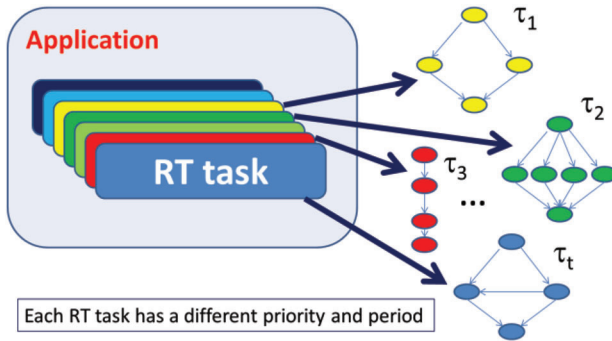 Application
RT task
τ1
τ2
τ3
...
τt
Each RT task has a different priority and period